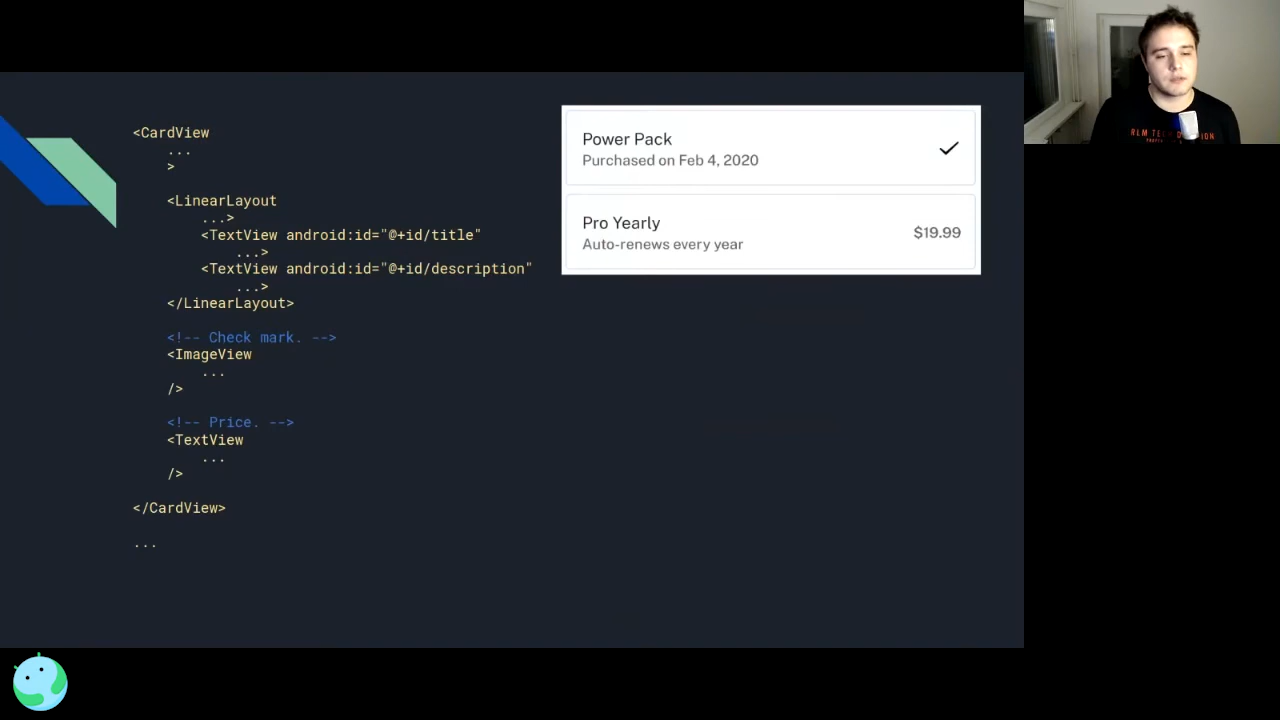 <CardView
...
>
<LinearLayout
...>
<TextView android:id="@+id/title"
...>
<TextView android:id="@+id/description"
...>
</LinearLayout>
<!-- Check mark. -->
<ImageView
...
/>
<!-- Price. -->
<TextView
...
/>
</CardView>
...
Power Pack
Purchased on Feb 4, 2020
Pro Yearly
Auto-renews every year
$19.99